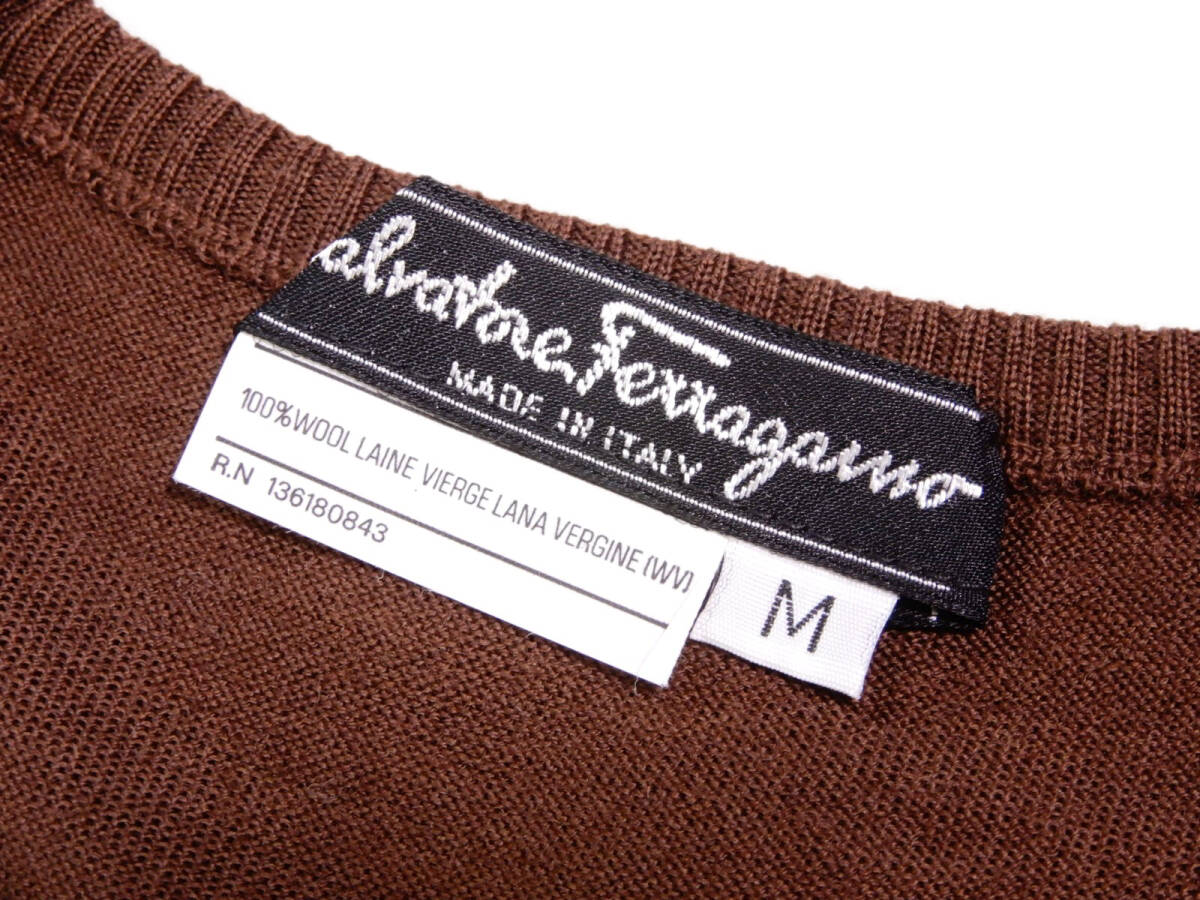 alvatore Ferragamo
MADE IN ITALY
100%WOOL LAINE VIERGE LANA VERGINE (WV)
R.N 136180843
M